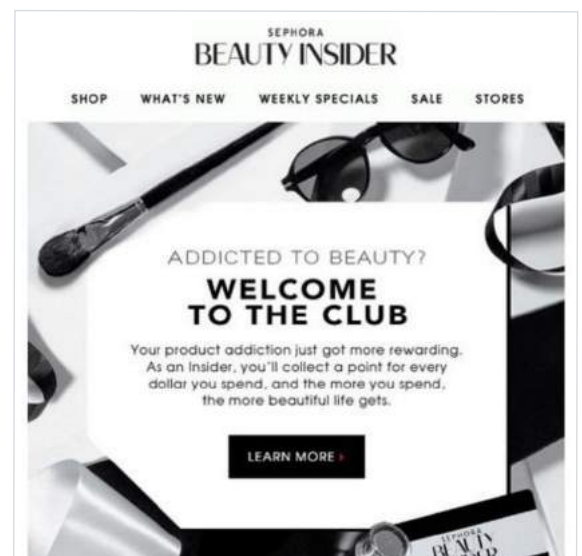 SEPHORA
BEAUTY INSIDER
SHOP WHAT'S NEW WEEKLY SPECIALS SALE STORES
ADDICTED TO BEAUTY?
WELCOME
TO THE CLUB
Your product addiction just got more rewarding.
As an Insider, you'll collect a point for every
dollar you spend, and the more you spend,
the more beautiful life gets.
LEARN MORE
SEPHORA
BEAUTY